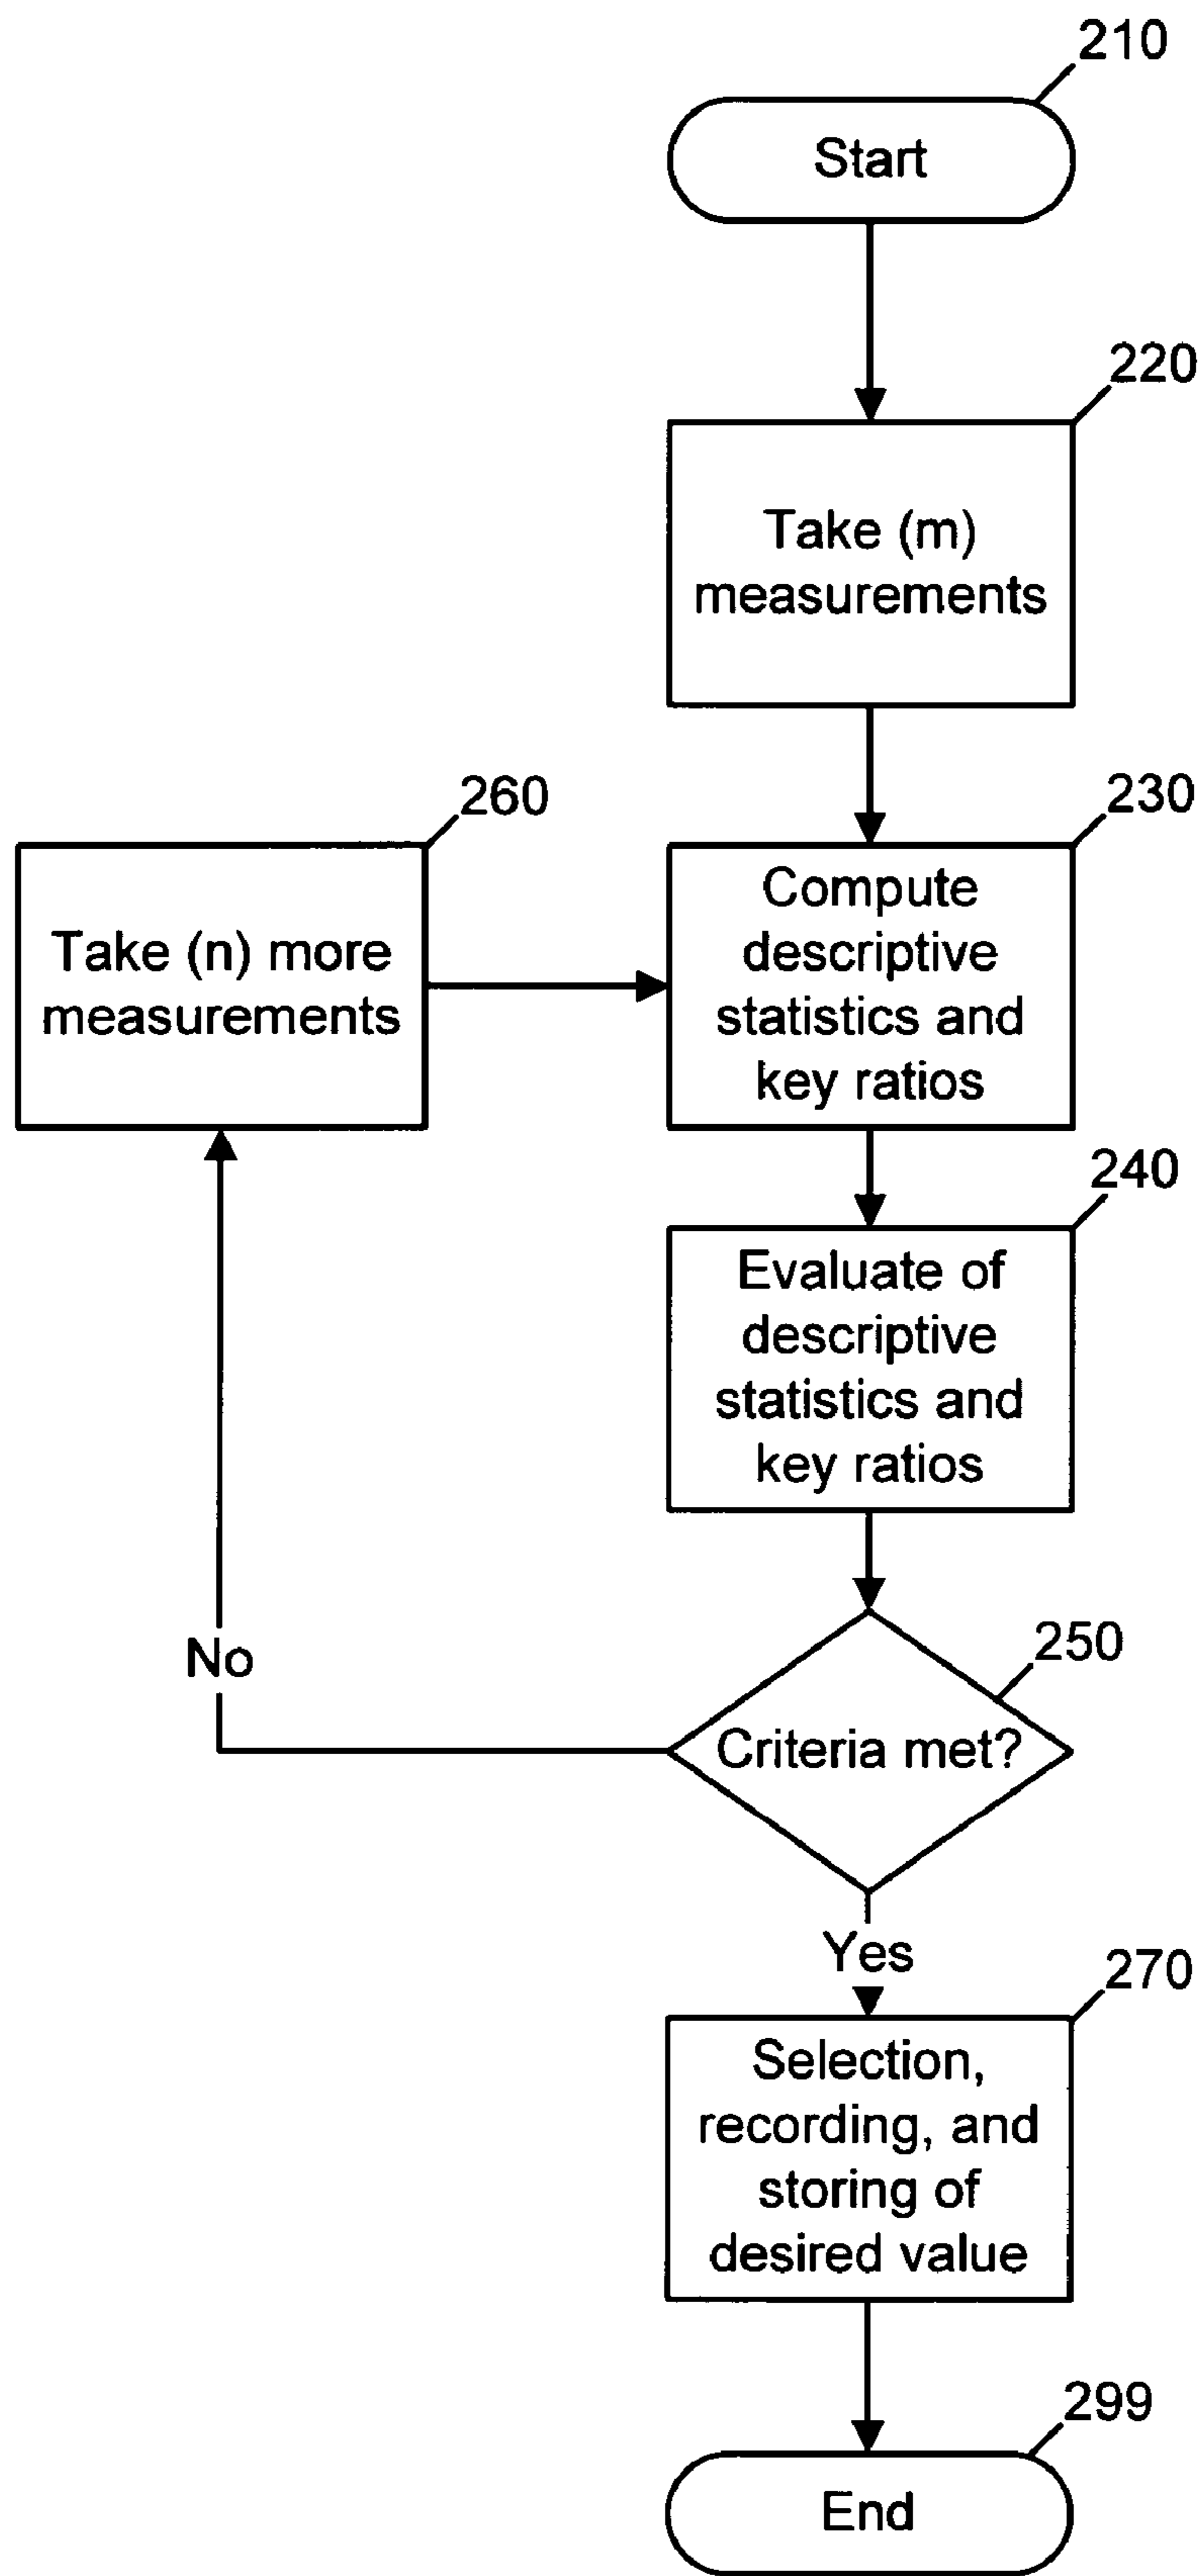 210
Start
220
Take (m)
measurements
260
Take (n) more
measurements
230
Compute
descriptive
statistics and
key ratios
240
Evaluate of
descriptive
statistics and
key ratios
250
Criteria met?
No
Yes
270
Selection,
recording, and
storing of
desired value
299
End